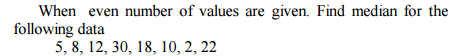 When even number of values are given. Find median for the
following data
5, 8, 12, 30, 18, 10, 2, 22